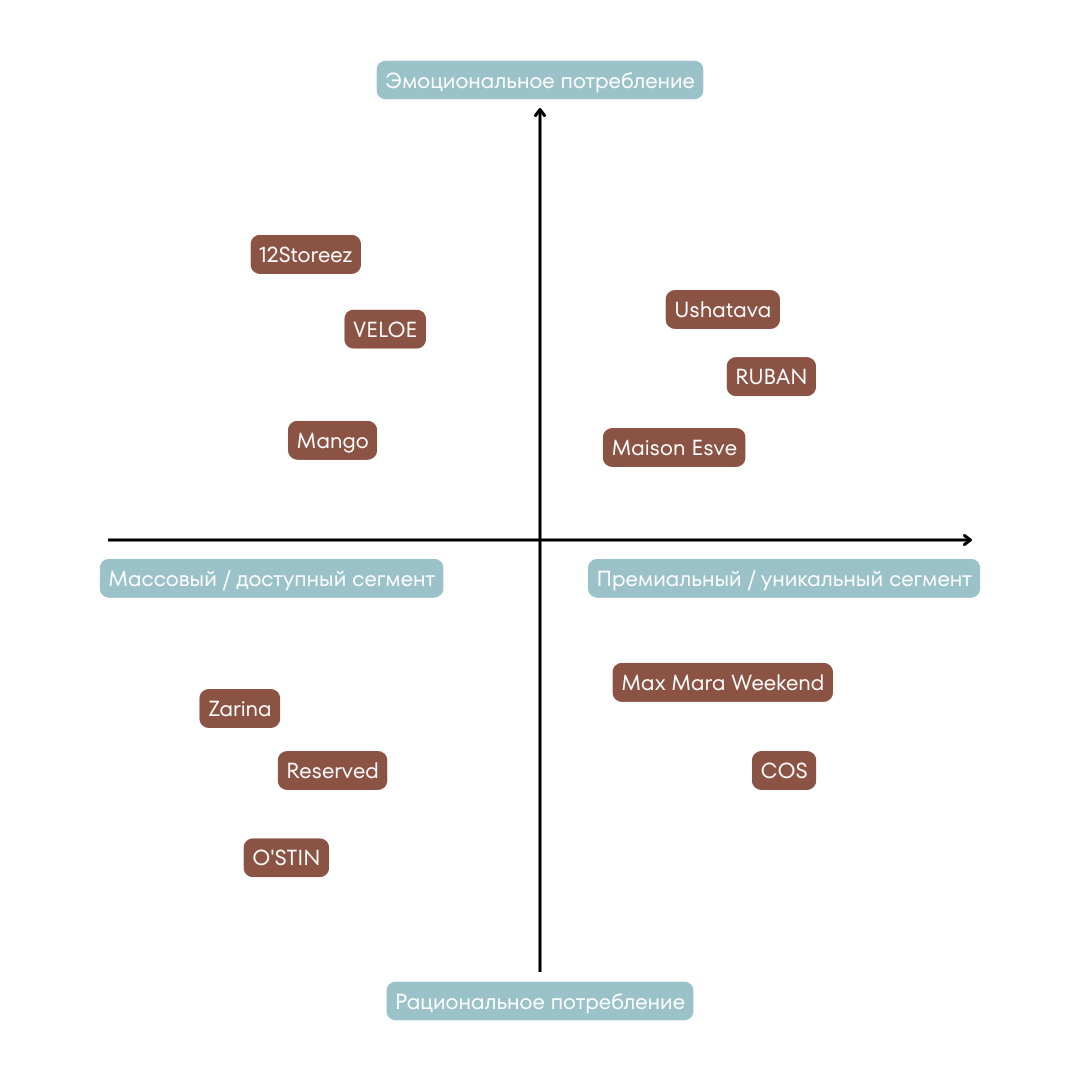 Эмоциональное потребление
12Storeez
Ushatava
VELOE
RUBAN
Mango
Maison Esve
Массовый / доступный сегмент
Премиальный / уникальный сегмент
Max Mara Weekend
Zarina
Reserved
COS
O'STIN
Рациональное потребление